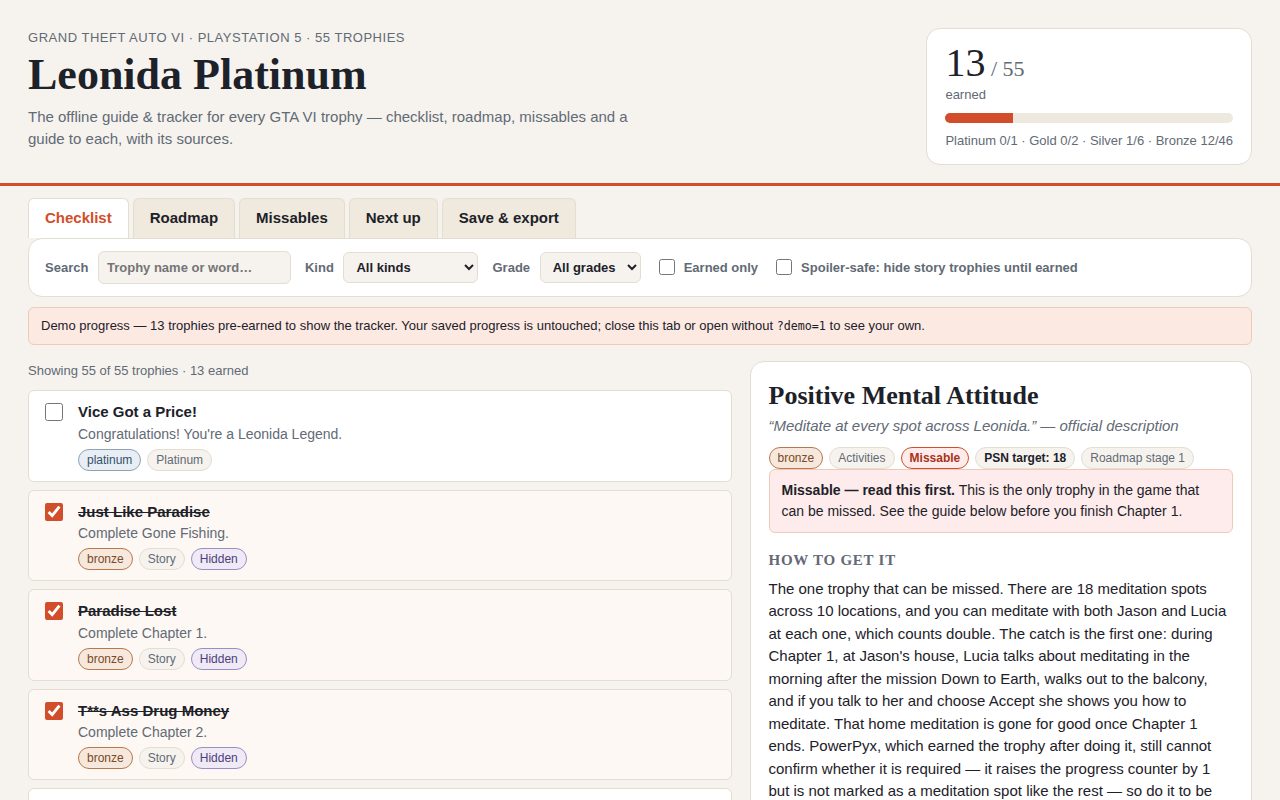 GRAND THEFT AUTO VI · PLAYSTATION 5 · 55 TROPHIES
Leonida Platinum
The offline guide & tracker for every GTA VI trophy — checklist, roadmap, missables and a
guide to each, with its sources.
13 / 55
earned
Platinum 0/1 · Gold 0/2 · Silver 1/6 · Bronze 12/46
Checklist
Roadmap
Missables
Next up
Save & export
Search
Trophy name or word…
Kind
All kinds
Grade
All grades
Earned only
Spoiler-safe: hide story trophies until earned
Demo progress — 13 trophies pre-earned to show the tracker. Your saved progress is untouched; close this tab or open without ?demo=1 to see your own.
Showing 55 of 55 trophies · 13 earned
Vice Got a Price!
Congratulations! You're a Leonida Legend.
platinum
Platinum
Just Like Paradise
Complete Gone Fishing.
bronze
Story
Hidden
Paradise Lost
Complete Chapter 1.
bronze
Story
Hidden
T**s Ass Drug Money
Complete Chapter 2.
bronze
Story
Hidden
Positive Mental Attitude
“Meditate at every spot across Leonida.” — official description
bronze
Activities
Missable
PSN target: 18
Roadmap stage 1
Missable — read this first. This is the only trophy in the game that
can be missed. See the guide below before you finish Chapter 1.
HOW TO GET IT
The one trophy that can be missed. There are 18 meditation spots
across 10 locations, and you can meditate with both Jason and Lucia
at each one, which counts double. The catch is the first one: during
Chapter 1, at Jason's house, Lucia talks about meditating in the
morning after the mission Down to Earth, walks out to the balcony,
and if you talk to her and choose Accept she shows you how to
meditate. That home meditation is gone for good once Chapter 1
ends. PowerPyx, which earned the trophy after doing it, still cannot
confirm whether it is required — it raises the progress counter by 1
but is not marked as a meditation spot like the rest — so do it to be